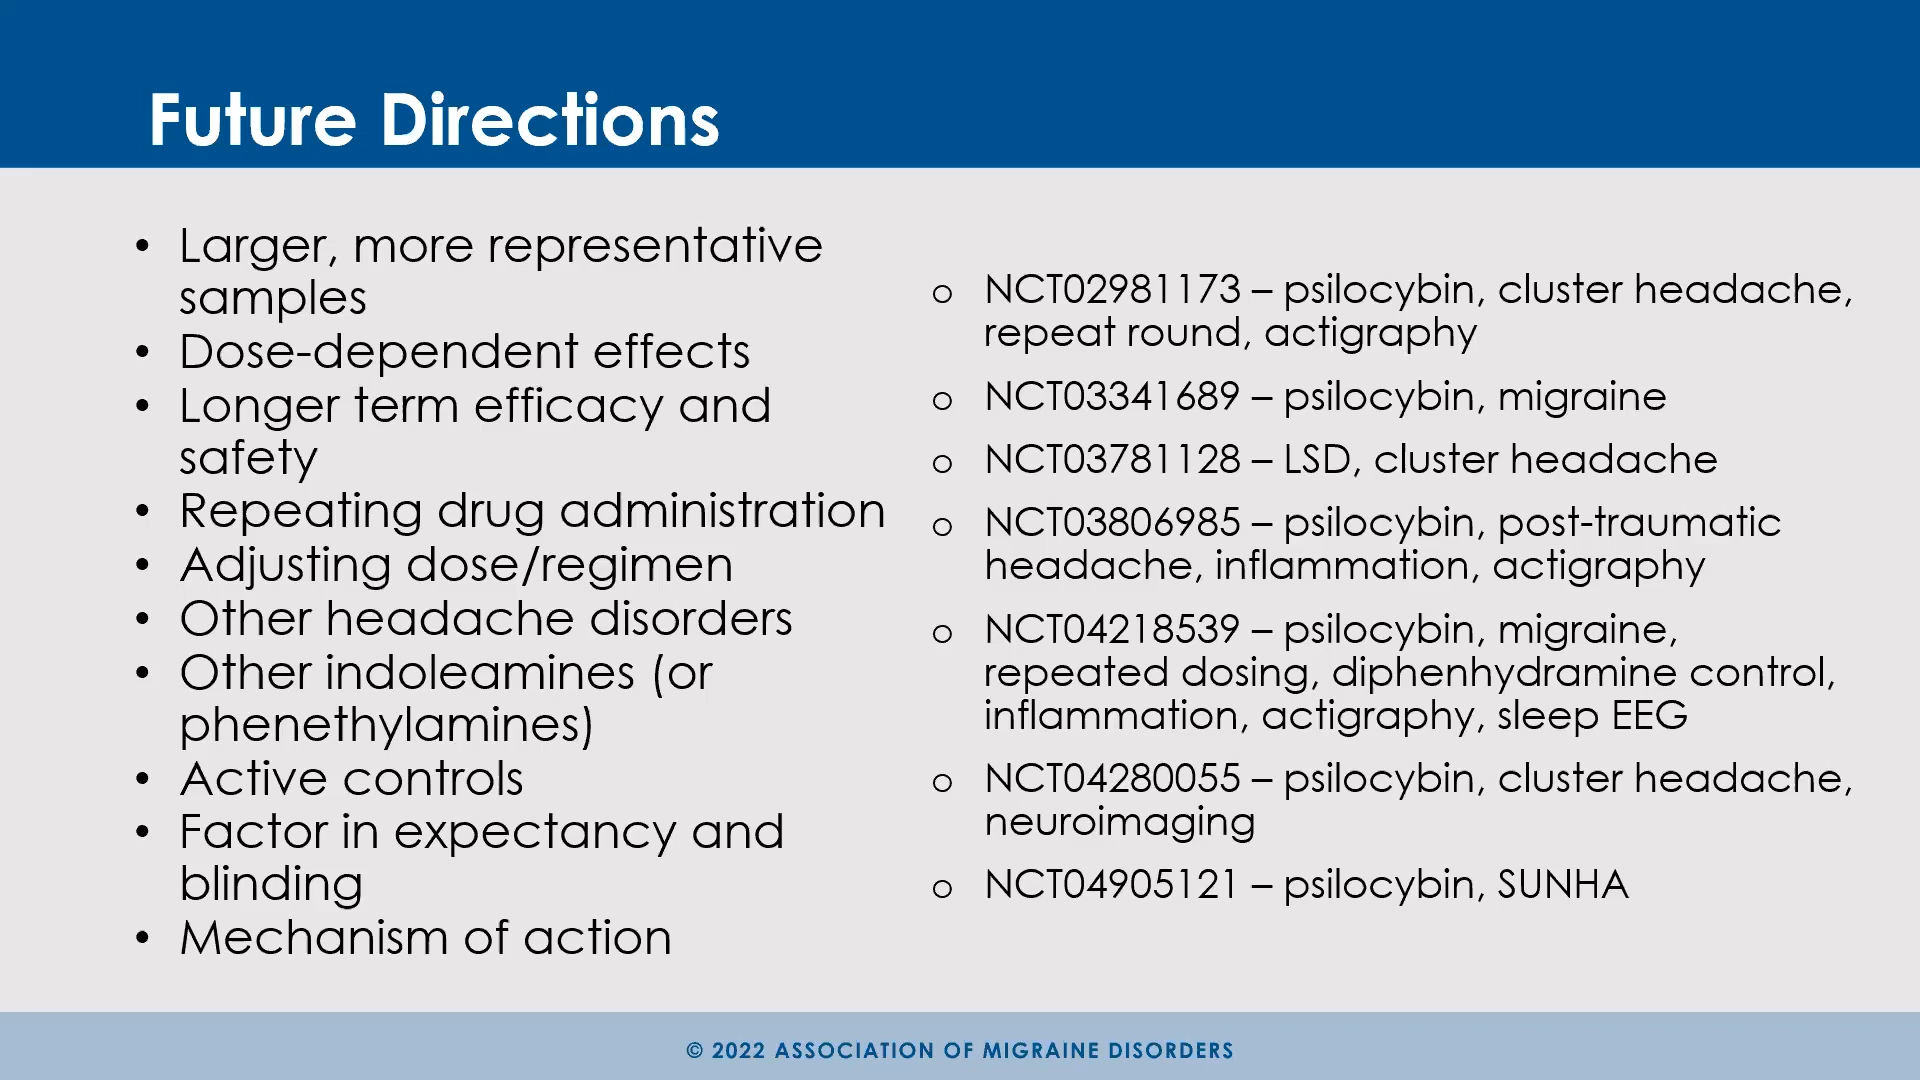 Future Directions
• Larger, more representative
samples
• Dose-dependent effects
• Longer term efficacy and
safety
• Repeating drug administration
• Adjusting dose/regimen
• Other headache disorders
• Other indoleamines (or
phenethylamines)
• Active controls
• Factor in expectancy and
blinding
• Mechanism of action
o NCT02981173 – psilocybin, cluster headache,
repeat round, actigraphy
o NCT03341689 – psilocybin, migraine
o NCT03781128 – LSD, cluster headache
o NCT03806985 – psilocybin, post-traumatic
headache, inflammation, actigraphy
o NCT04218539 – psilocybin, migraine,
repeated dosing, diphenhydramine control,
inflammation, actigraphy, sleep EEG
o NCT04280055 – psilocybin, cluster headache,
neuroimaging
o NCT04905121 – psilocybin, SUNHA
© 2022 ASSOCIATION OF MIGRAINE DISORDERS